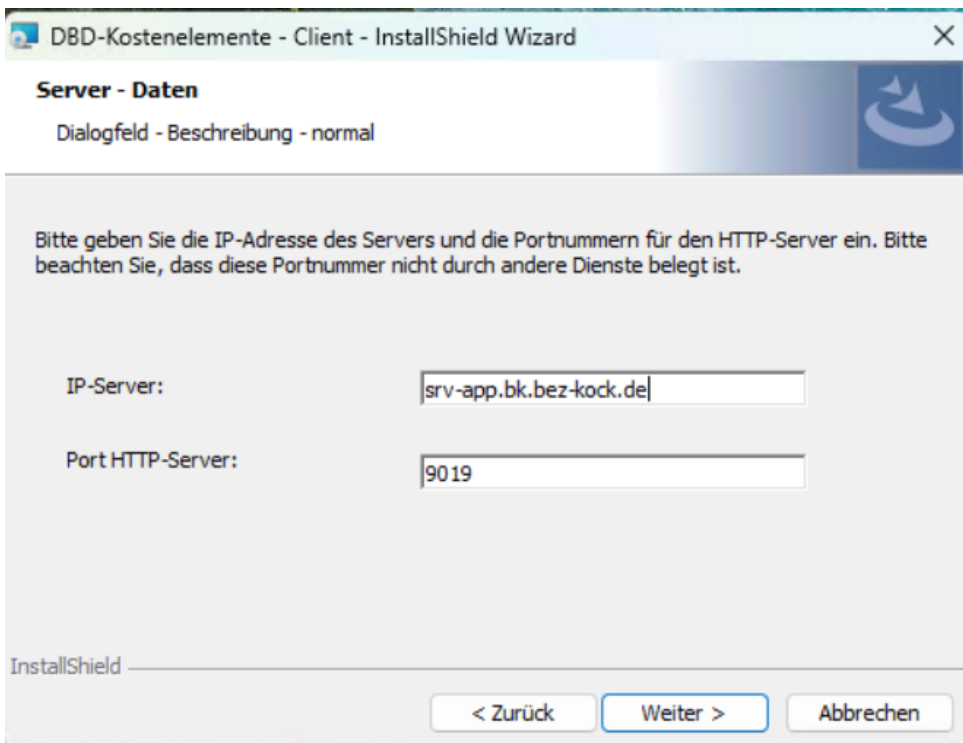 DBD-Kostenelemente - Client - InstallShield Wizard
Server - Daten
Dialogfeld - Beschreibung - normal
Bitte geben Sie die IP-Adresse des Servers und die Portnummern für den HTTP-Server ein. Bitte
beachten Sie, dass diese Portnummer nicht durch andere Dienste belegt ist.
IP-Server: srv-app.bk.bez-kock.de
Port HTTP-Server: 9019
InstallShield
< Zurück Weiter > Abbrechen